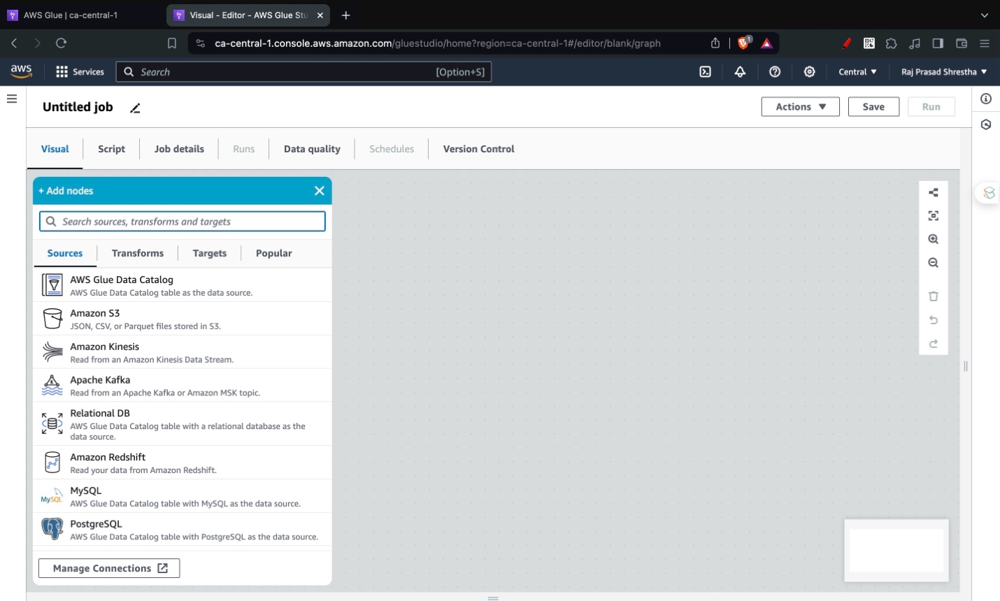 AWS Glue | ca-central-1
Visual - Editor - AWS Glue Stu
ca-central-1.console.aws.amazon.com/gluestudio/home?region=ca-central-1#/editor/blank/graph
1
aws
Services
Search
[Option+S]
Central ▼
Raj Prasad Shrestha ▼
Untitled job
Actions ▼
Save
Run
Visual
Script
Job details
Runs
Data quality
Schedules
Version Control
+ Add nodes
Search sources, transforms and targets
Sources
Transforms
Targets
Popular
AWS Glue Data Catalog
AWS Glue Data Catalog table as the data source.
Amazon S3
JSON, CSV, or Parquet files stored in S3.
Amazon Kinesis
Read from an Amazon Kinesis Data Stream.
Apache Kafka
Read from an Apache Kafka or Amazon MSK topic.
Relational DB
AWS Glue Data Catalog table with a relational database as the
data source.
Amazon Redshift
Read your data from Amazon Redshift.
MySQL
MySQL
AWS Glue Data Catalog table with MySQL as the data source.
PostgreSQL
AWS Glue Data Catalog table with PostgreSQL as the data source.
Manage Connections